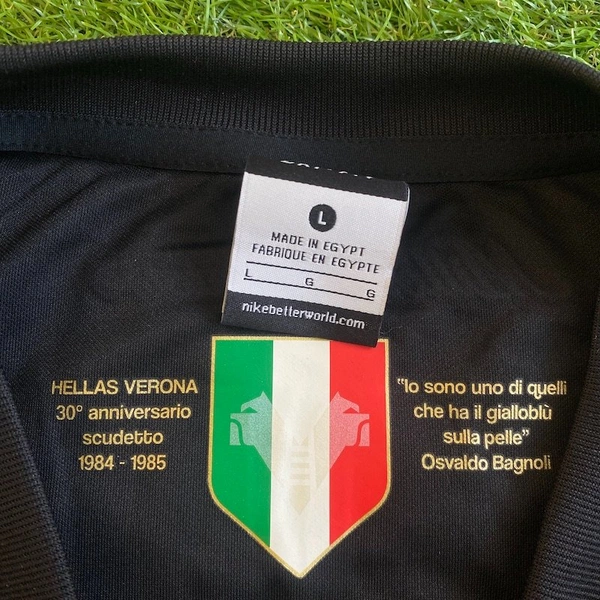 L
MADE IN EGYPT
FABRIQUE EN EGYPTE
L G G
nikebetterworld.com
HELLAS VERONA
30° anniversario
scudetto
1984 - 1985
"Io sono uno di quelli
che ha il gialloblù
sulla pelle"
Osvaldo Bagnoli